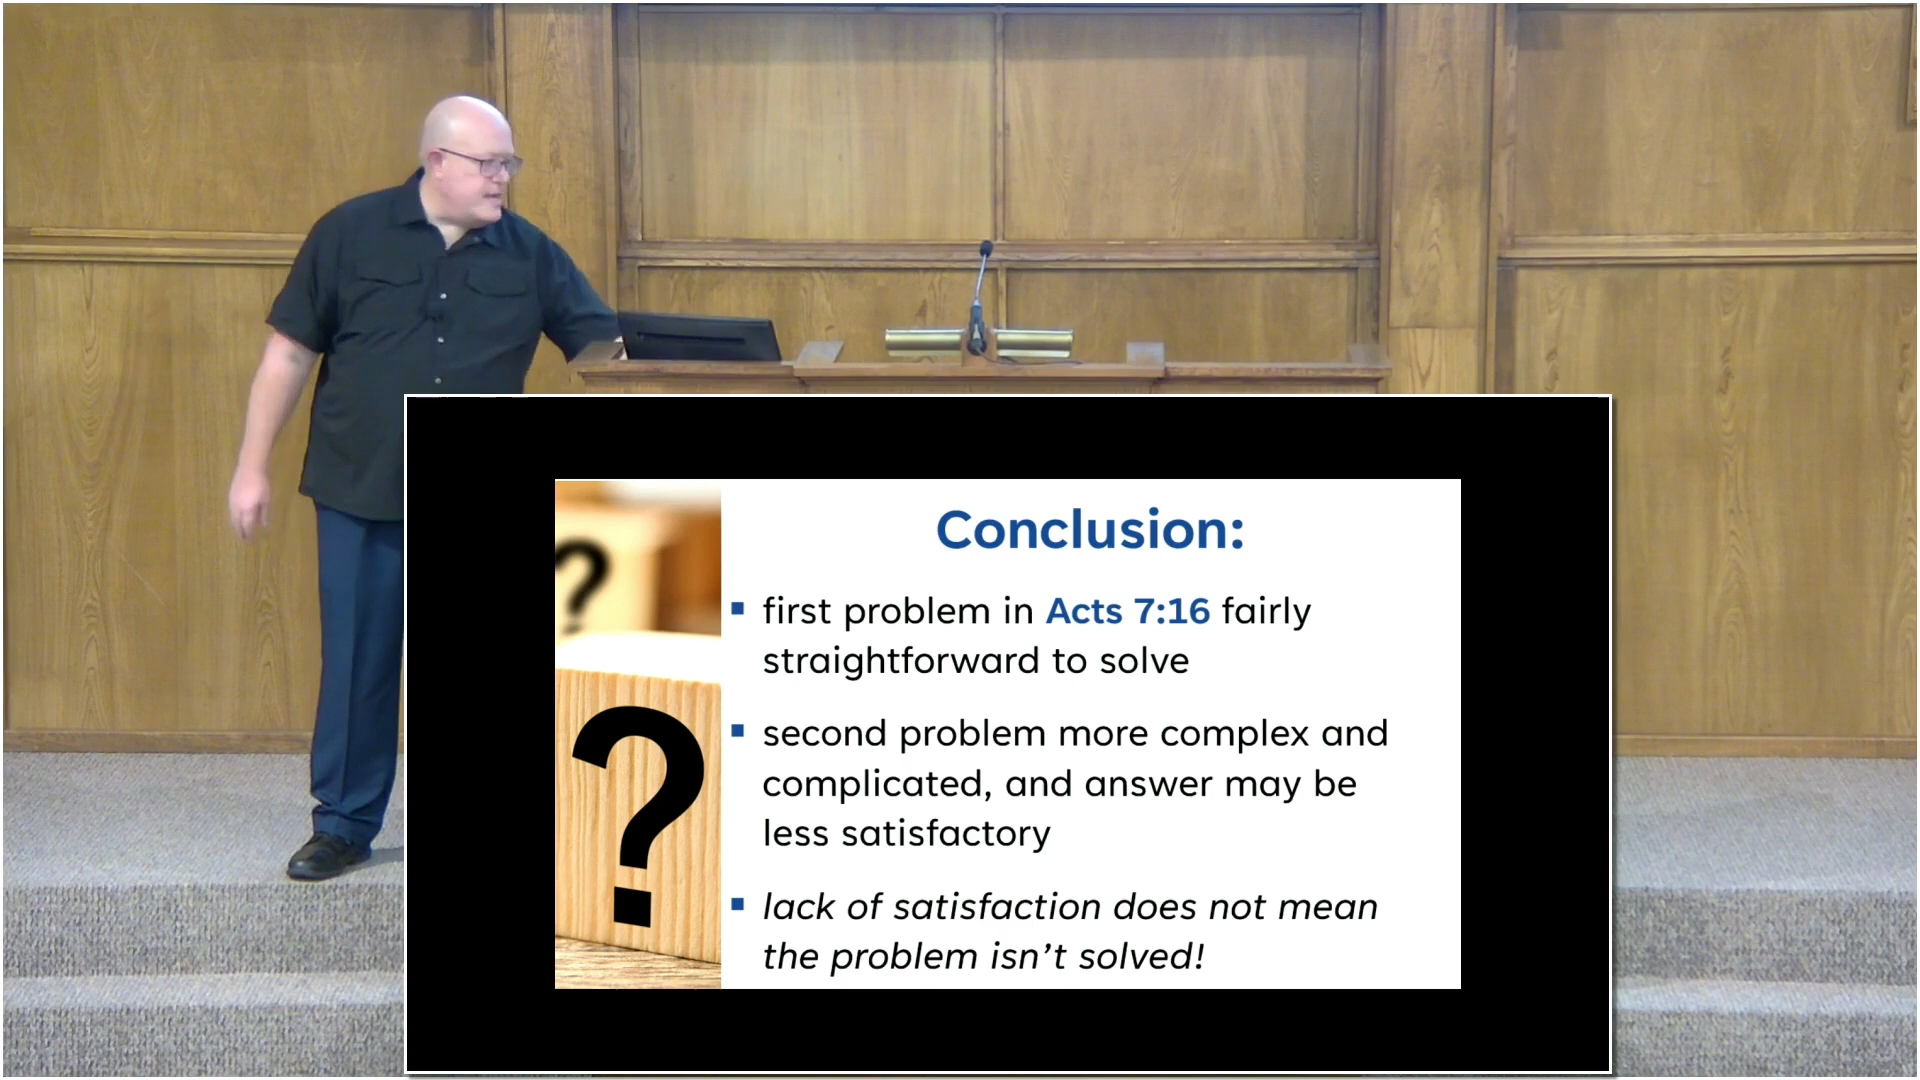 ?
?
Conclusion:
▪ first problem in Acts 7:16 fairly
straightforward to solve
▪ second problem more complex and
complicated, and answer may be
less satisfactory
▪ lack of satisfaction does not mean
the problem isn’t solved!